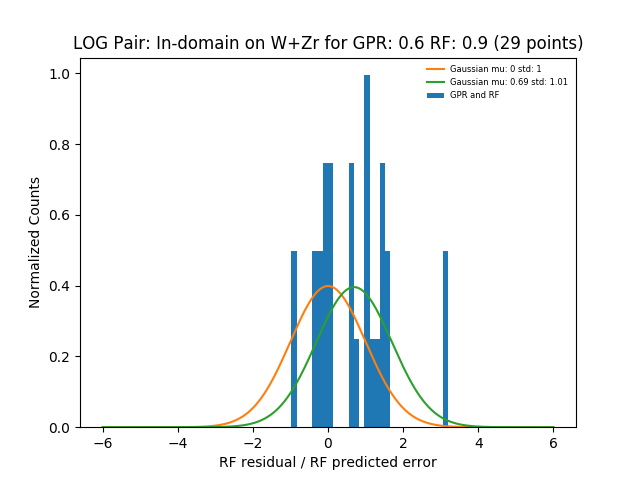 LOG Pair: In-domain on W+Zr for GPR: 0.6 RF: 0.9 (29 points)
Gaussian mu: 0 std: 1
Gaussian mu: 0.69 std: 1.01
GPR and RF
Normalized Counts
1.0
0.8
0.6
0.4
0.2
0.0
−6 −4 −2 0 2 4 6
RF residual / RF predicted error